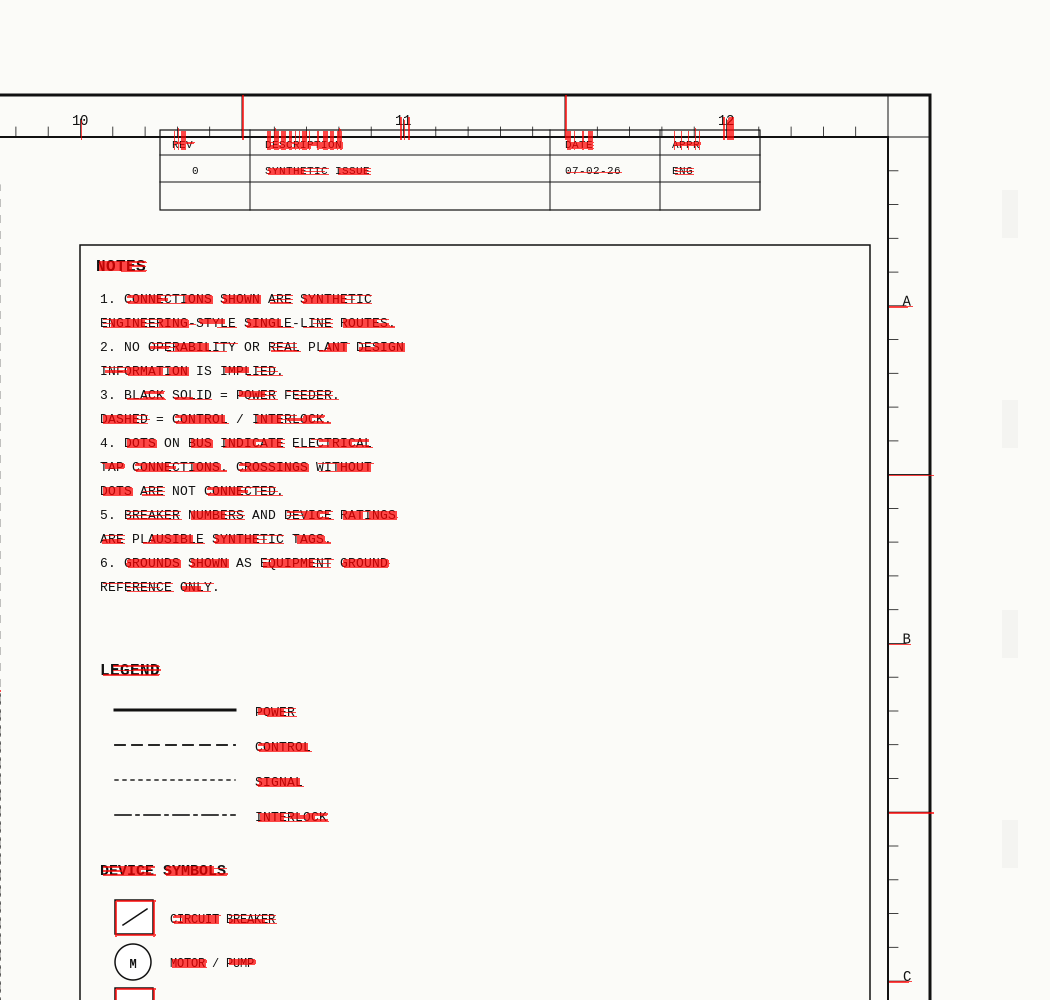 10 11 12
REV DESCRIPTION DATE APPR
0 SYNTHETIC ISSUE 07-02-26 ENG
NOTES
1. CONNECTIONS SHOWN ARE SYNTHETIC
ENGINEERING-STYLE SINGLE-LINE ROUTES.
2. NO OPERABILITY OR REAL PLANT DESIGN
INFORMATION IS IMPLIED.
3. BLACK SOLID = POWER FEEDER.
DASHED = CONTROL / INTERLOCK.
4. DOTS ON BUS INDICATE ELECTRICAL
TAP CONNECTIONS. CROSSINGS WITHOUT
DOTS ARE NOT CONNECTED.
5. BREAKER NUMBERS AND DEVICE RATINGS
ARE PLAUSIBLE SYNTHETIC TAGS.
6. GROUNDS SHOWN AS EQUIPMENT GROUND
REFERENCE ONLY.
LEGEND
POWER
CONTROL
SIGNAL
INTERLOCK
DEVICE SYMBOLS
CIRCUIT BREAKER
M MOTOR / PUMP
A
B
C